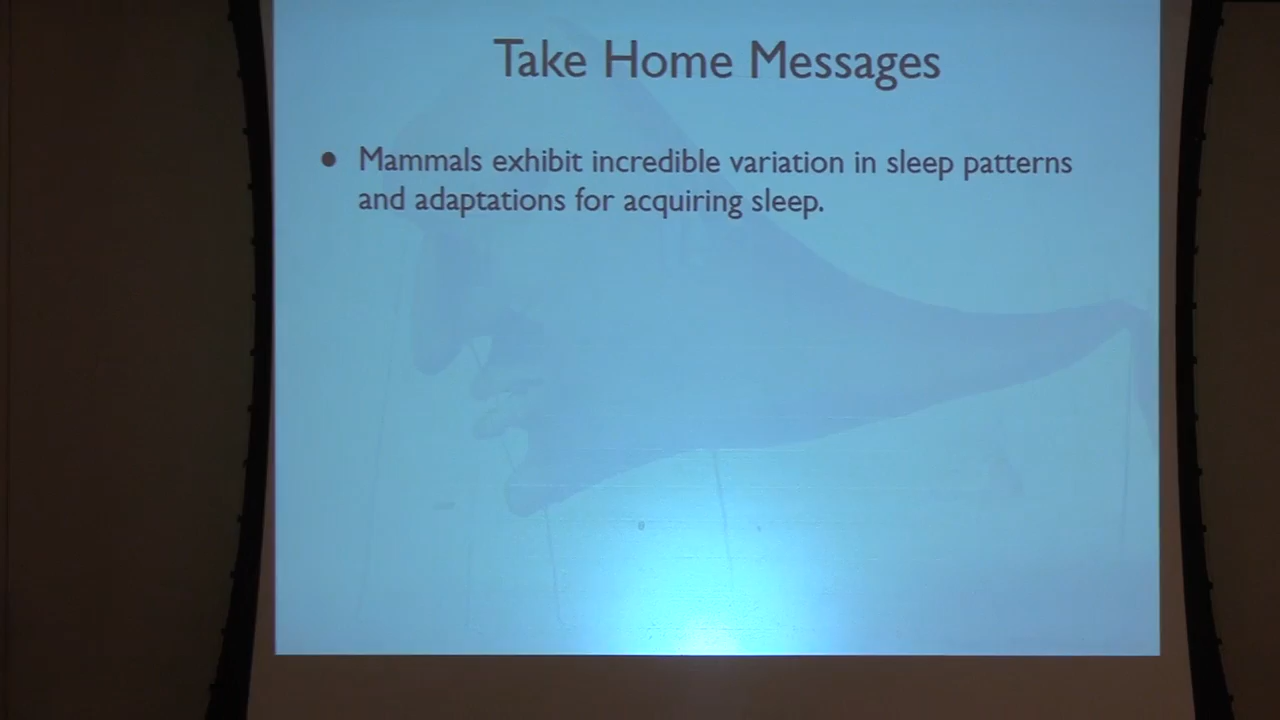 Take Home Messages
• Mammals exhibit incredible variation in sleep patterns
and adaptations for acquiring sleep.